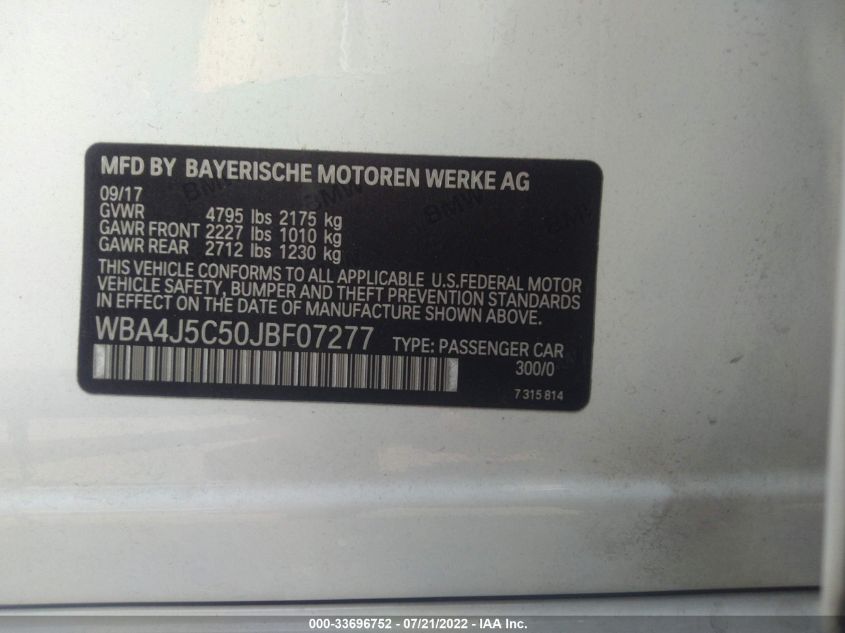 MFD BY BAYERISCHE MOTOREN WERKE AG
09/17
GVWR 4795 lbs 2175 kg
GAWR FRONT 2227 lbs 1010 kg
GAWR REAR 2712 lbs 1230 kg
THIS VEHICLE CONFORMS TO ALL APPLICABLE U.S.FEDERAL MOTOR
VEHICLE SAFETY, BUMPER AND THEFT PREVENTION STANDARDS
IN EFFECT ON THE DATE OF MANUFACTURE SHOWN ABOVE.
WBA4J5C50JBF07277 TYPE: PASSENGER CAR
300/0
7 315 814
000-33696752 / 07/21/2022 / IAA Inc.